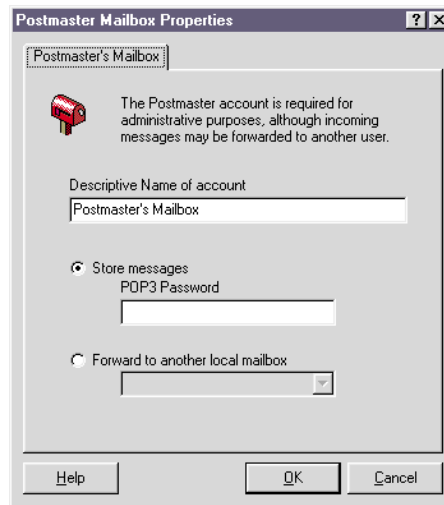 Postmaster Mailbox Properties
Postmaster's Mailbox
The Postmaster account is required for
administrative purposes, although incoming
messages may be forwarded to another user.
Descriptive Name of account
Postmaster's Mailbox
Store messages
POP3 Password
Forward to another local mailbox
Help OK Cancel